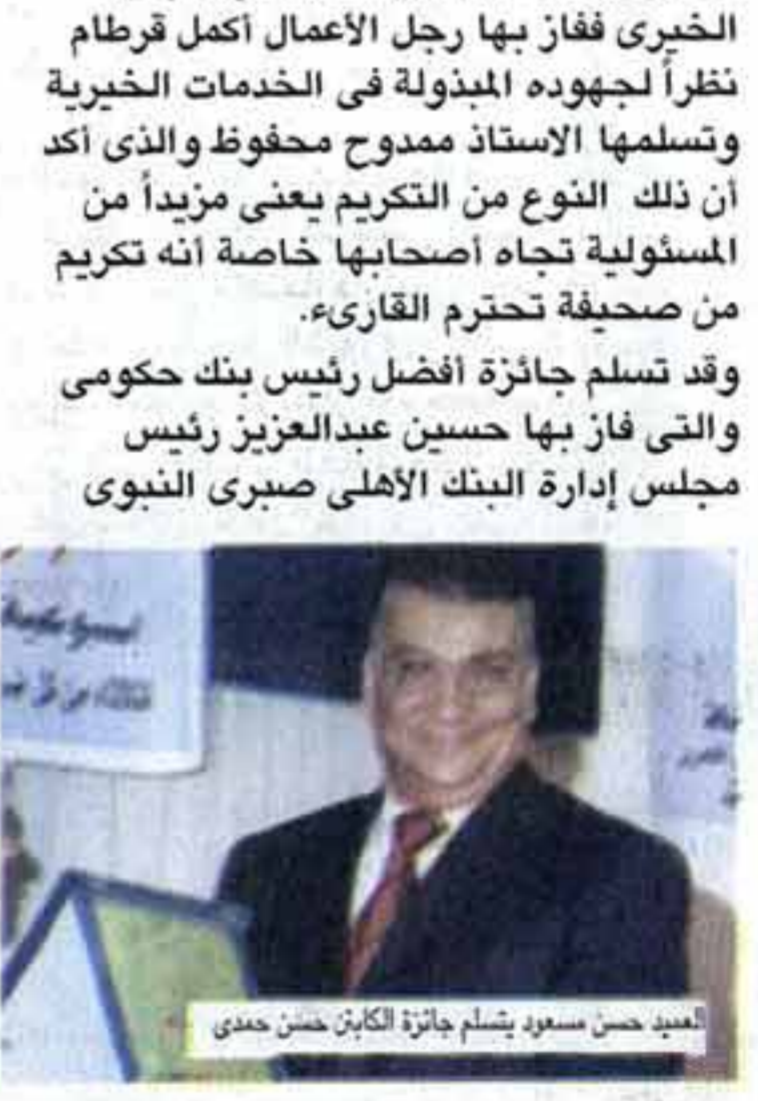 الخيرى ففاز بها رجل الأعمال أكمل قرطام
نظراً لجهوده المبذولة فى الخدمات الخيرية
وتسلمها الاستاذ ممدوح محفوظ والذى أكد
أن ذلك النوع من التكريم يعنى مزيداً من
المسئولية تجاه أصحابها خاصة أنه تكريم
من صحيفة تحترم القارىء.
وقد تسلم جائزة أفضل رئيس بنك حكومى
والتى فاز بها حسين عبدالعزيز رئيس
مجلس إدارة البنك الأهلى صبرى النبوى
العميد حسن مسعود يتسلم جائزة الكابتن حسن حمدى